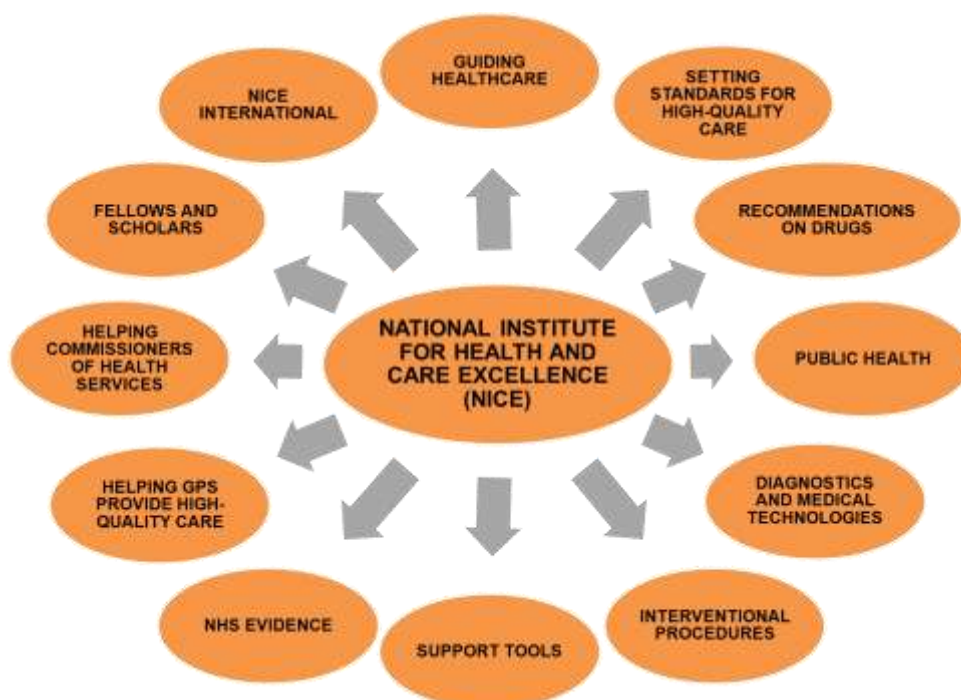 GUIDING
HEALTHCARE
SETTING
STANDARDS FOR
HIGH-QUALITY
CARE
RECOMMENDATIONS
ON DRUGS
PUBLIC HEALTH
DIAGNOSTICS
AND MEDICAL
TECHNOLOGIES
INTERVENTIONAL
PROCEDURES
SUPPORT TOOLS
NHS EVIDENCE
HELPING GPS
PROVIDE HIGH-
QUALITY CARE
HELPING
COMMISSIONERS
OF HEALTH
SERVICES
FELLOWS AND
SCHOLARS
NICE
INTERNATIONAL
NATIONAL INSTITUTE
FOR HEALTH AND
CARE EXCELLENCE
(NICE)